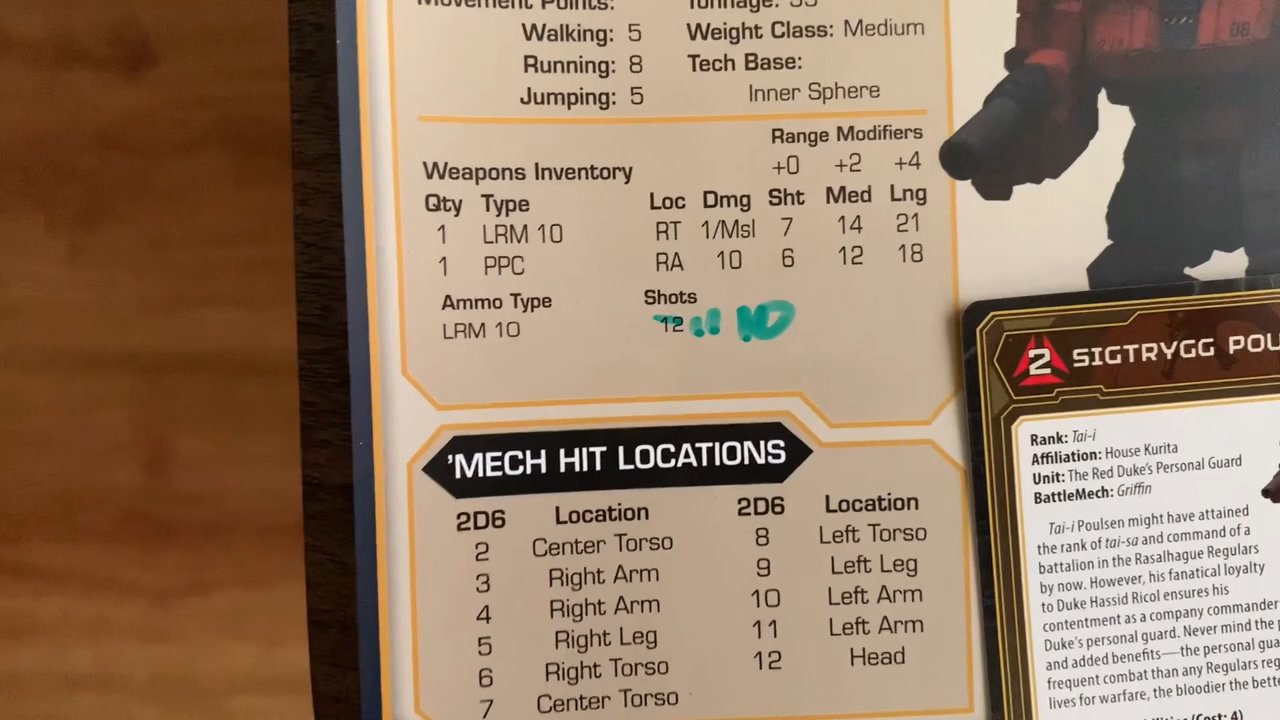 Movement Points:
Walking: 5
Running: 8
Jumping: 5
Tonnage: 55
Weight Class: Medium
Tech Base:
Inner Sphere
Range Modifiers
+0 +2 +4
Weapons Inventory
Qty Type Loc Dmg Sht Med Lng
1 LRM 10 RT 1/Msl 7 14 21
1 PPC RA 10 6 12 18
Ammo Type Shots
LRM 10 12 11 10
'MECH HIT LOCATIONS
2D6 Location 2D6 Location
2 Center Torso 8 Left Torso
3 Right Arm 9 Left Leg
4 Right Arm 10 Left Arm
5 Right Leg 11 Left Arm
6 Right Torso 12 Head
7 Center Torso
06
2 SIGTRYGG POU
Rank: Tai-i
Affiliation: House Kurita
Unit: The Red Duke's Personal Guard
BattleMech: Griffin
Tai-i Poulsen might have attained
the rank of tai-sa and command of a
battalion in the Rasalhague Regulars
by now. However, his fanatical loyalty
to Duke Hassid Ricol ensures his
contentment as a company commander
Duke's personal guard. Never mind the
and added benefits—the personal gua
frequent combat than any Regulars reg
lives for warfare, the bloodier the bette
(Cost: 4)